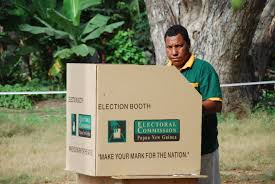 ELECTION BOOTH
ELECTORAL
COMMISSION
PAPUA NEW GUINEA
"MAKE YOUR MARK FOR THE NATION."